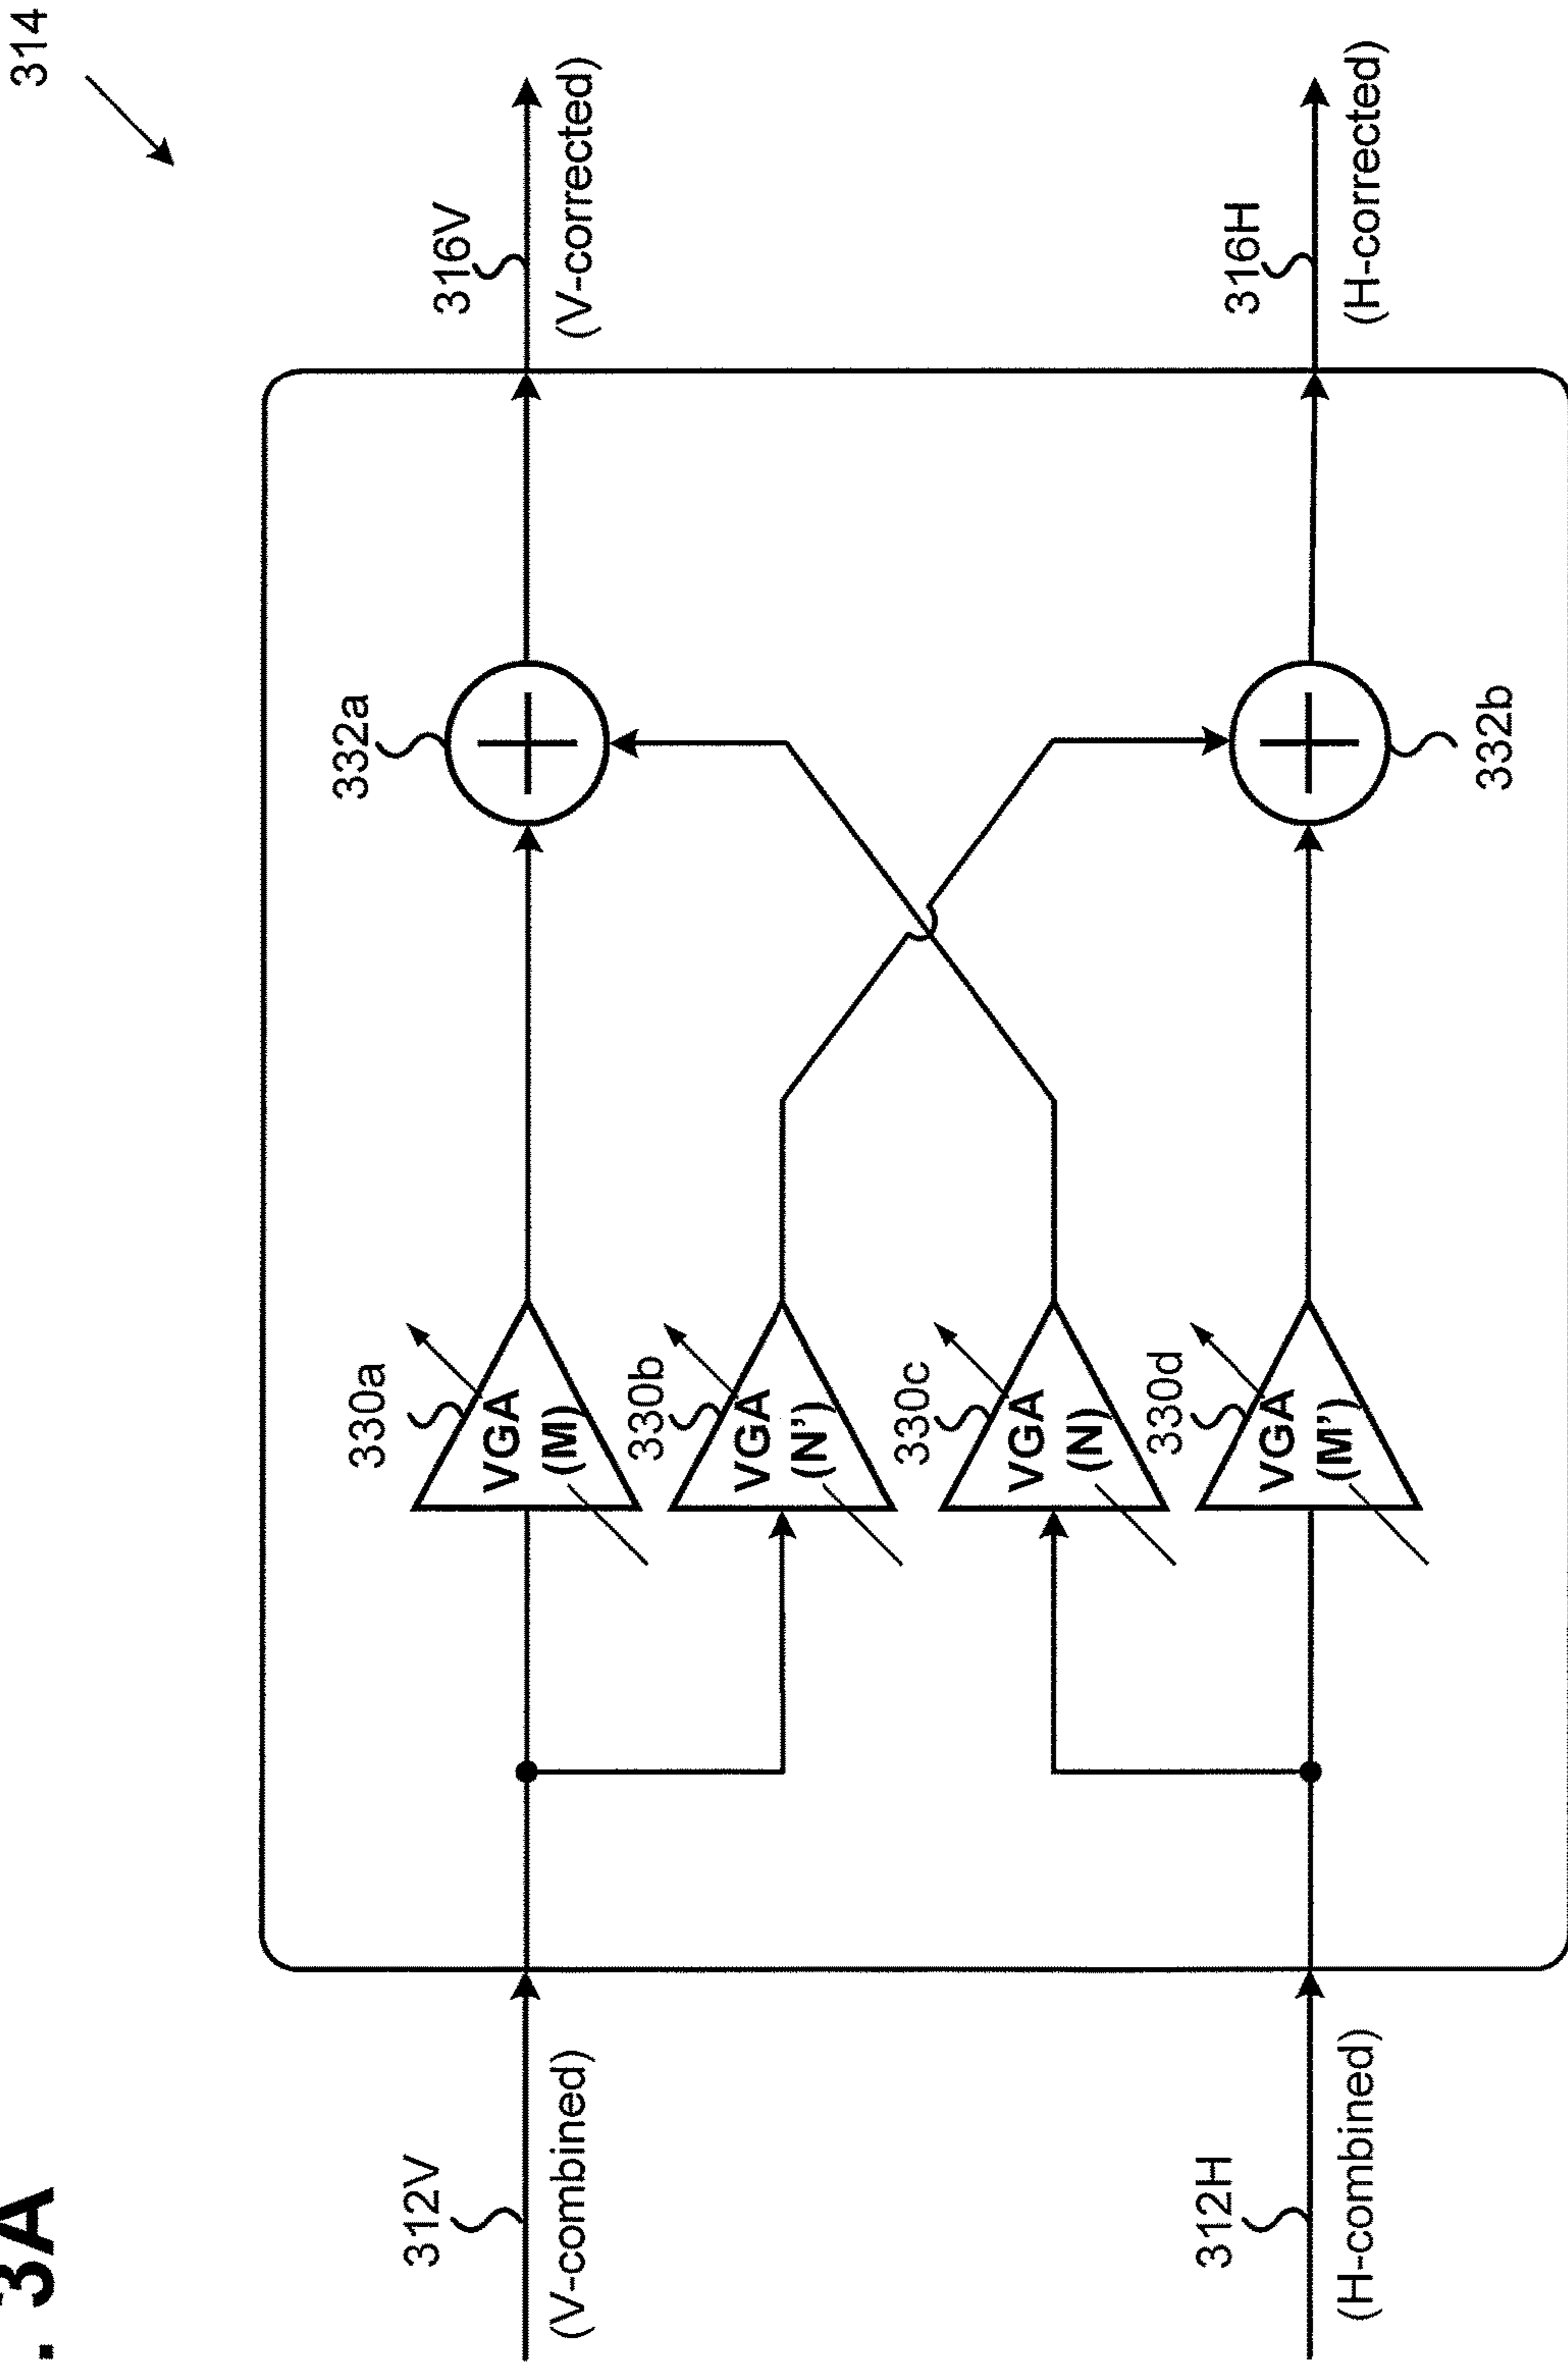 . 3A
314
312V
(V-combined)
330a
VGA
(M)
332a
316V
(V-corrected)
330b
VGA
(N')
330c
VGA
(N)
312H
(H-combined)
330d
VGA
(M')
332b
316H
(H-corrected)